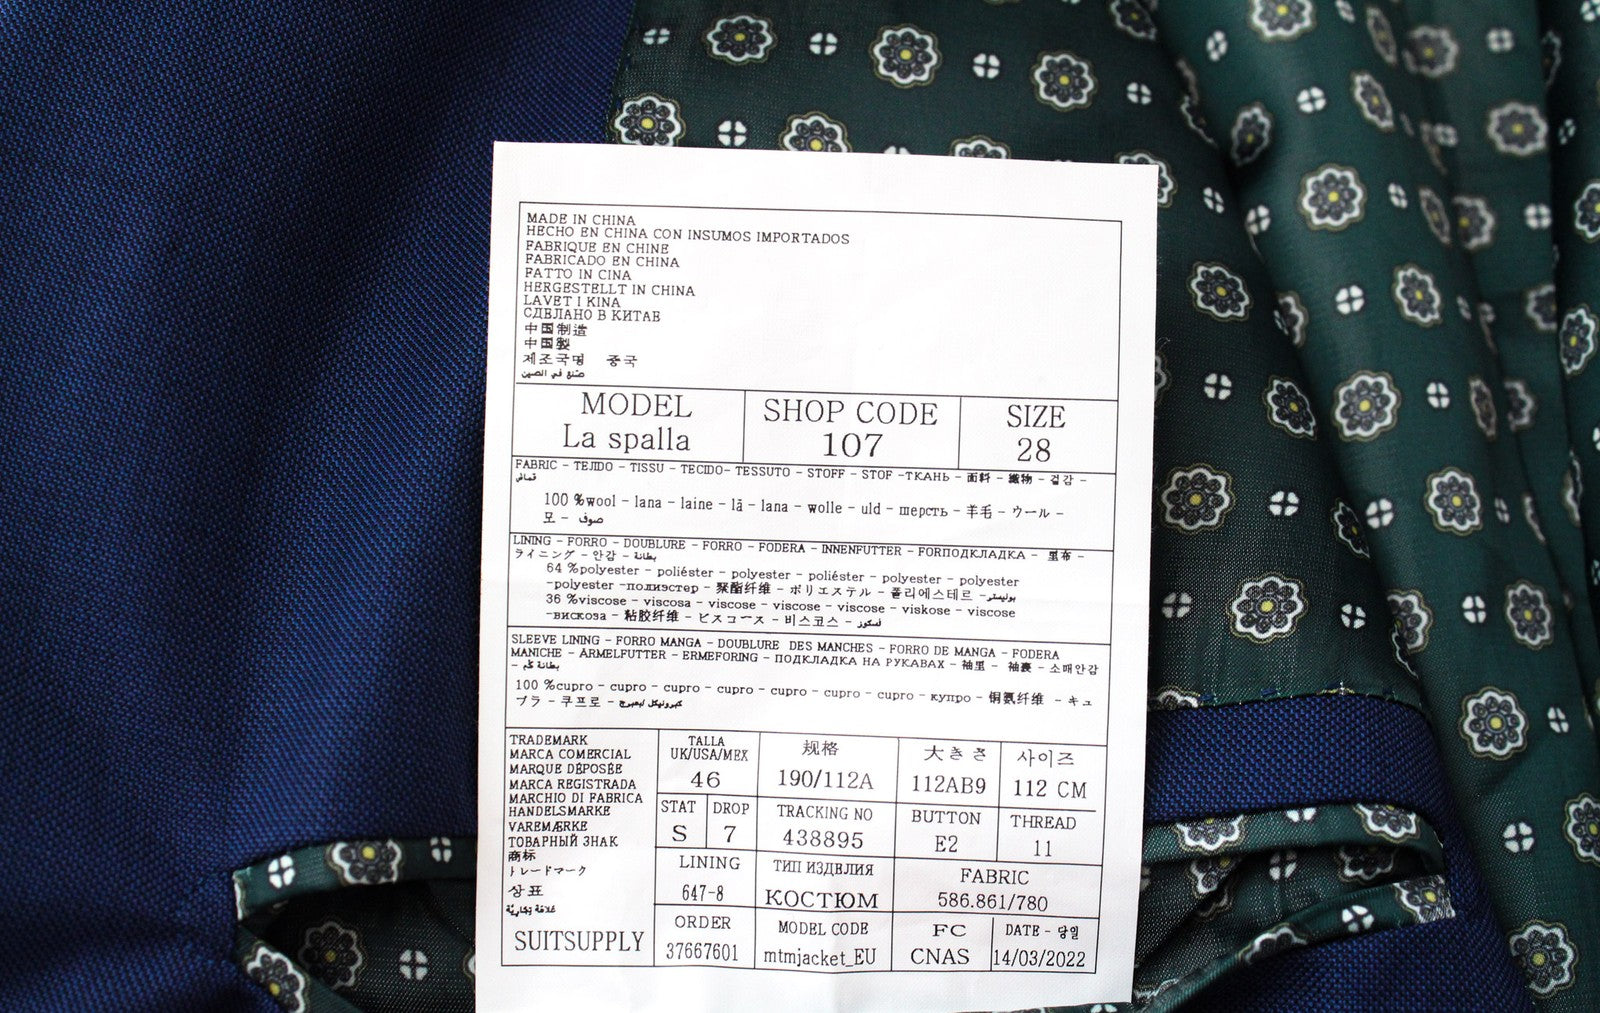 MADE IN CHINA
HECHO EN CHINA CON INSUMOS IMPORTADOS
FABRIQUE EN CHINE
FABRICADO EN CHINA
FATTO IN CINA
HERGESTELLT IN CHINA
LAVET I KINA
СДЕЛАНО В КИТАЕ
中国制造
中国製
제조국명 중국
صنع في الصين
MODEL
La spalla
SHOP CODE
107
SIZE
28
FABRIC - TEJIDO - TISSU - TECIDO- TESSUTO - STOFF - STOF -ТКАНЬ - 面料 - 織物 - 겉감 -
قماش
100 %wool - lana - laine - lã - lana - wolle - uld - шерсть - 羊毛 - ウール -
모 - صوف
LINING - FORRO - DOUBLURE - FORRO - FODERA - INNENFUTTER - FORПОДКЛАДКА - 里布 -
ライニング - 안감 - بطانة
64 %polyester - poliéster - polyester - poliéster - polyester - polyester
-polyester -полиэстер - 聚酯纤维 - ポリエステル - 폴리에스테르 - بوليستر
36 %viscose - viscosa - viscose - viscose - viscose - viskose - viscose
-вискоза - 粘胶纤维 - ビスコース - 비스코스 - فسكوز
SLEEVE LINING - FORRO MANGA - DOUBLURE DES MANCHES - FORRO DE MANGA - FODERA
MANICHE - ÄRMELFUTTER - ERMEFORING - ПОДКЛАДКА НА РУКАВАХ - 袖里 - 袖裏 - 소매안감
- بطانة كم
100 %cupro - cupro - cupro - cupro - cupro - cupro - cupro - купро - 铜氨纤维 - キュ
プラ - 쿠프로 -
TRADEMARK
MARCA COMERCIAL
MARQUE DÉPOSÉE
MARCA REGISTRADA
MARCHIO DI FABRICA
HANDELSMARKE
VAREMÆRKE
ТОВАРНЫЙ ЗНАК
商标
トレードマーク
상표
علامة تجارية
SUITSUPPLY
TALLA
UK/USA/MEX
46
规格
190/112A
大きさ
112AB9
사이즈
112 CM
STAT
S
DROP
7
TRACKING NO
438895
BUTTON
E2
THREAD
11
LINING
647-8
ТИП ИЗДЕЛИЯ
КОСТЮМ
FABRIC
586.861/780
ORDER
37667601
MODEL CODE
mtmjacket_EU
FC
CNAS
DATE - 당일
14/03/2022